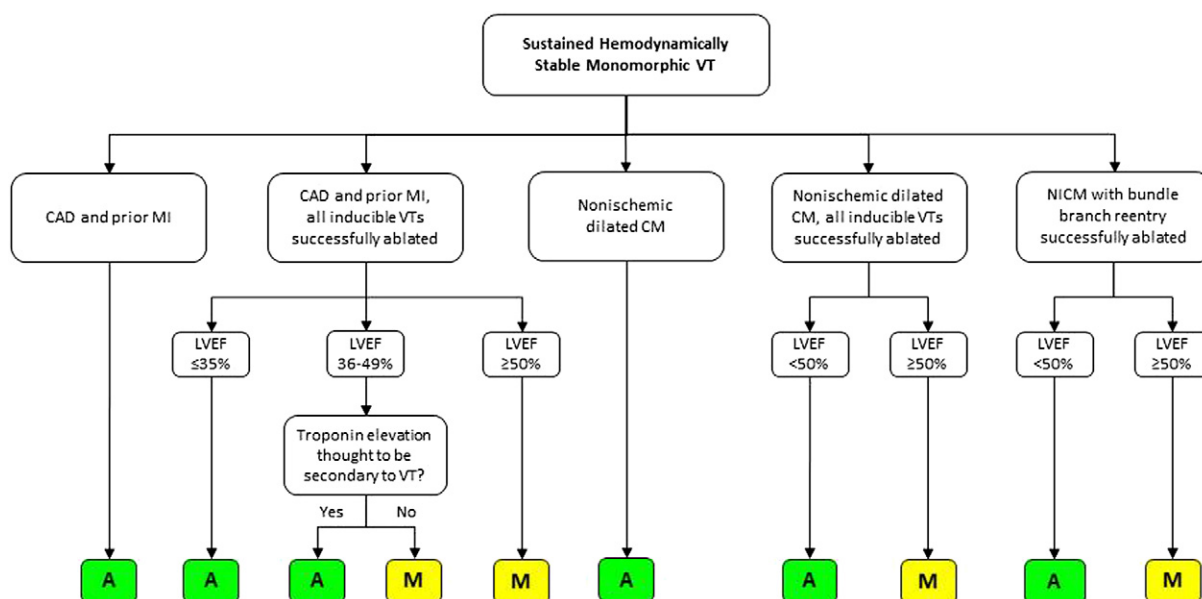 Sustained Hemodynamically
Stable Monomorphic VT
CAD and prior MI
CAD and prior MI,
all inducible VTs
successfully ablated
Nonischemic
dilated CM
Nonischemic dilated
CM, all inducible VTs
successfully ablated
NICM with bundle
branch reentry
successfully ablated
LVEF
≤35%
LVEF
36-49%
LVEF
≥50%
LVEF
<50%
LVEF
≥50%
LVEF
<50%
LVEF
≥50%
Troponin elevation
thought to be
secondary to VT?
Yes No
A A A M M A A M A M